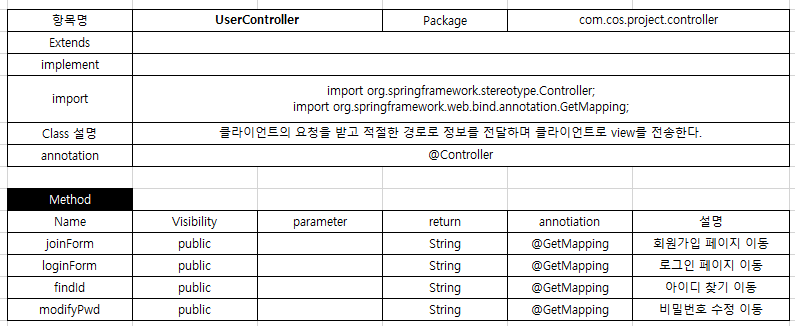 항목명 UserController Package com.cos.project.controller
Extends
implement
import import org.springframework.stereotype.Controller;
import org.springframework.web.bind.annotation.GetMapping;
Class 설명 클라이언트의 요청을 받고 적절한 경로로 정보를 전달하며 클라이언트로 view를 전송한다.
annotation @Controller
Method
Name Visibility parameter return annotiation 설명
joinForm public String @GetMapping 회원가입 페이지 이동
loginForm public String @GetMapping 로그인 페이지 이동
findId public String @GetMapping 아이디 찾기 이동
modifyPwd public String @GetMapping 비밀번호 수정 이동